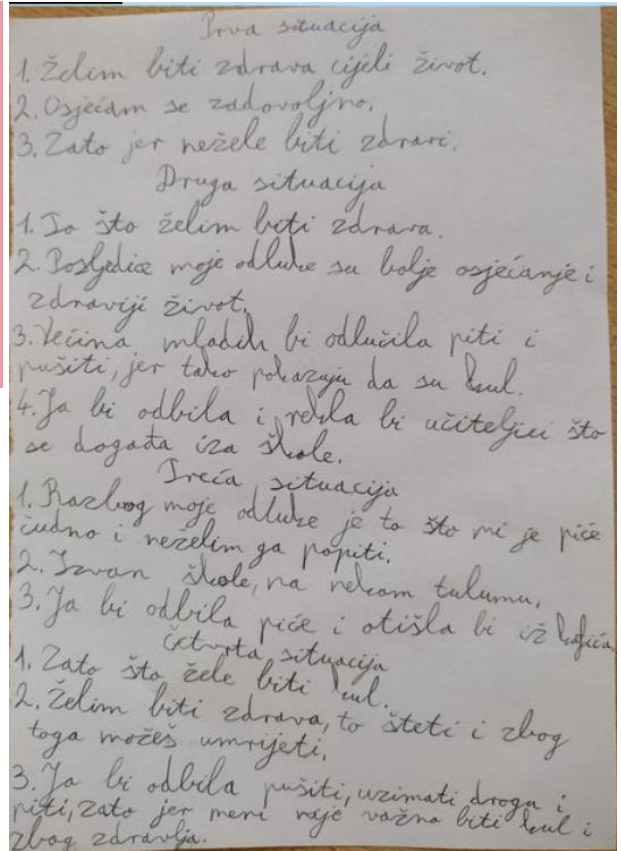 Prva situacija
1. Želim biti zdrava cijeli život.
2. Osjećam se zadovoljno.
3. Zato jer nežele biti zdravi.
Druga situacija
1. To što želim biti zdrava.
2. Posljedice moje odluke su bolje osjećanje i
zdraviji život.
3. Većina mladih bi odlučila piti i
pušiti, jer tako pokazuju da su kul.
4. Ja bi odbila i rekla bi učiteljici što
se događa iza škole.
Treća situacija
1. Razlog moje odluke je to što mi je piće
čudno i neželim ga popiti.
2. Izvan škole, na nekom tulumu.
3. Ja bi odbila piće i otišla bi iz kafića.
Četvrta situacija
1. Zato što žele biti kul.
2. Želim biti zdrava, to šteti i zbog
toga možeš umrijeti.
3. Ja bi odbila pušiti, uzimati droga i
piti, zato jer meni nije važno biti kul i
zbog zdravlja.